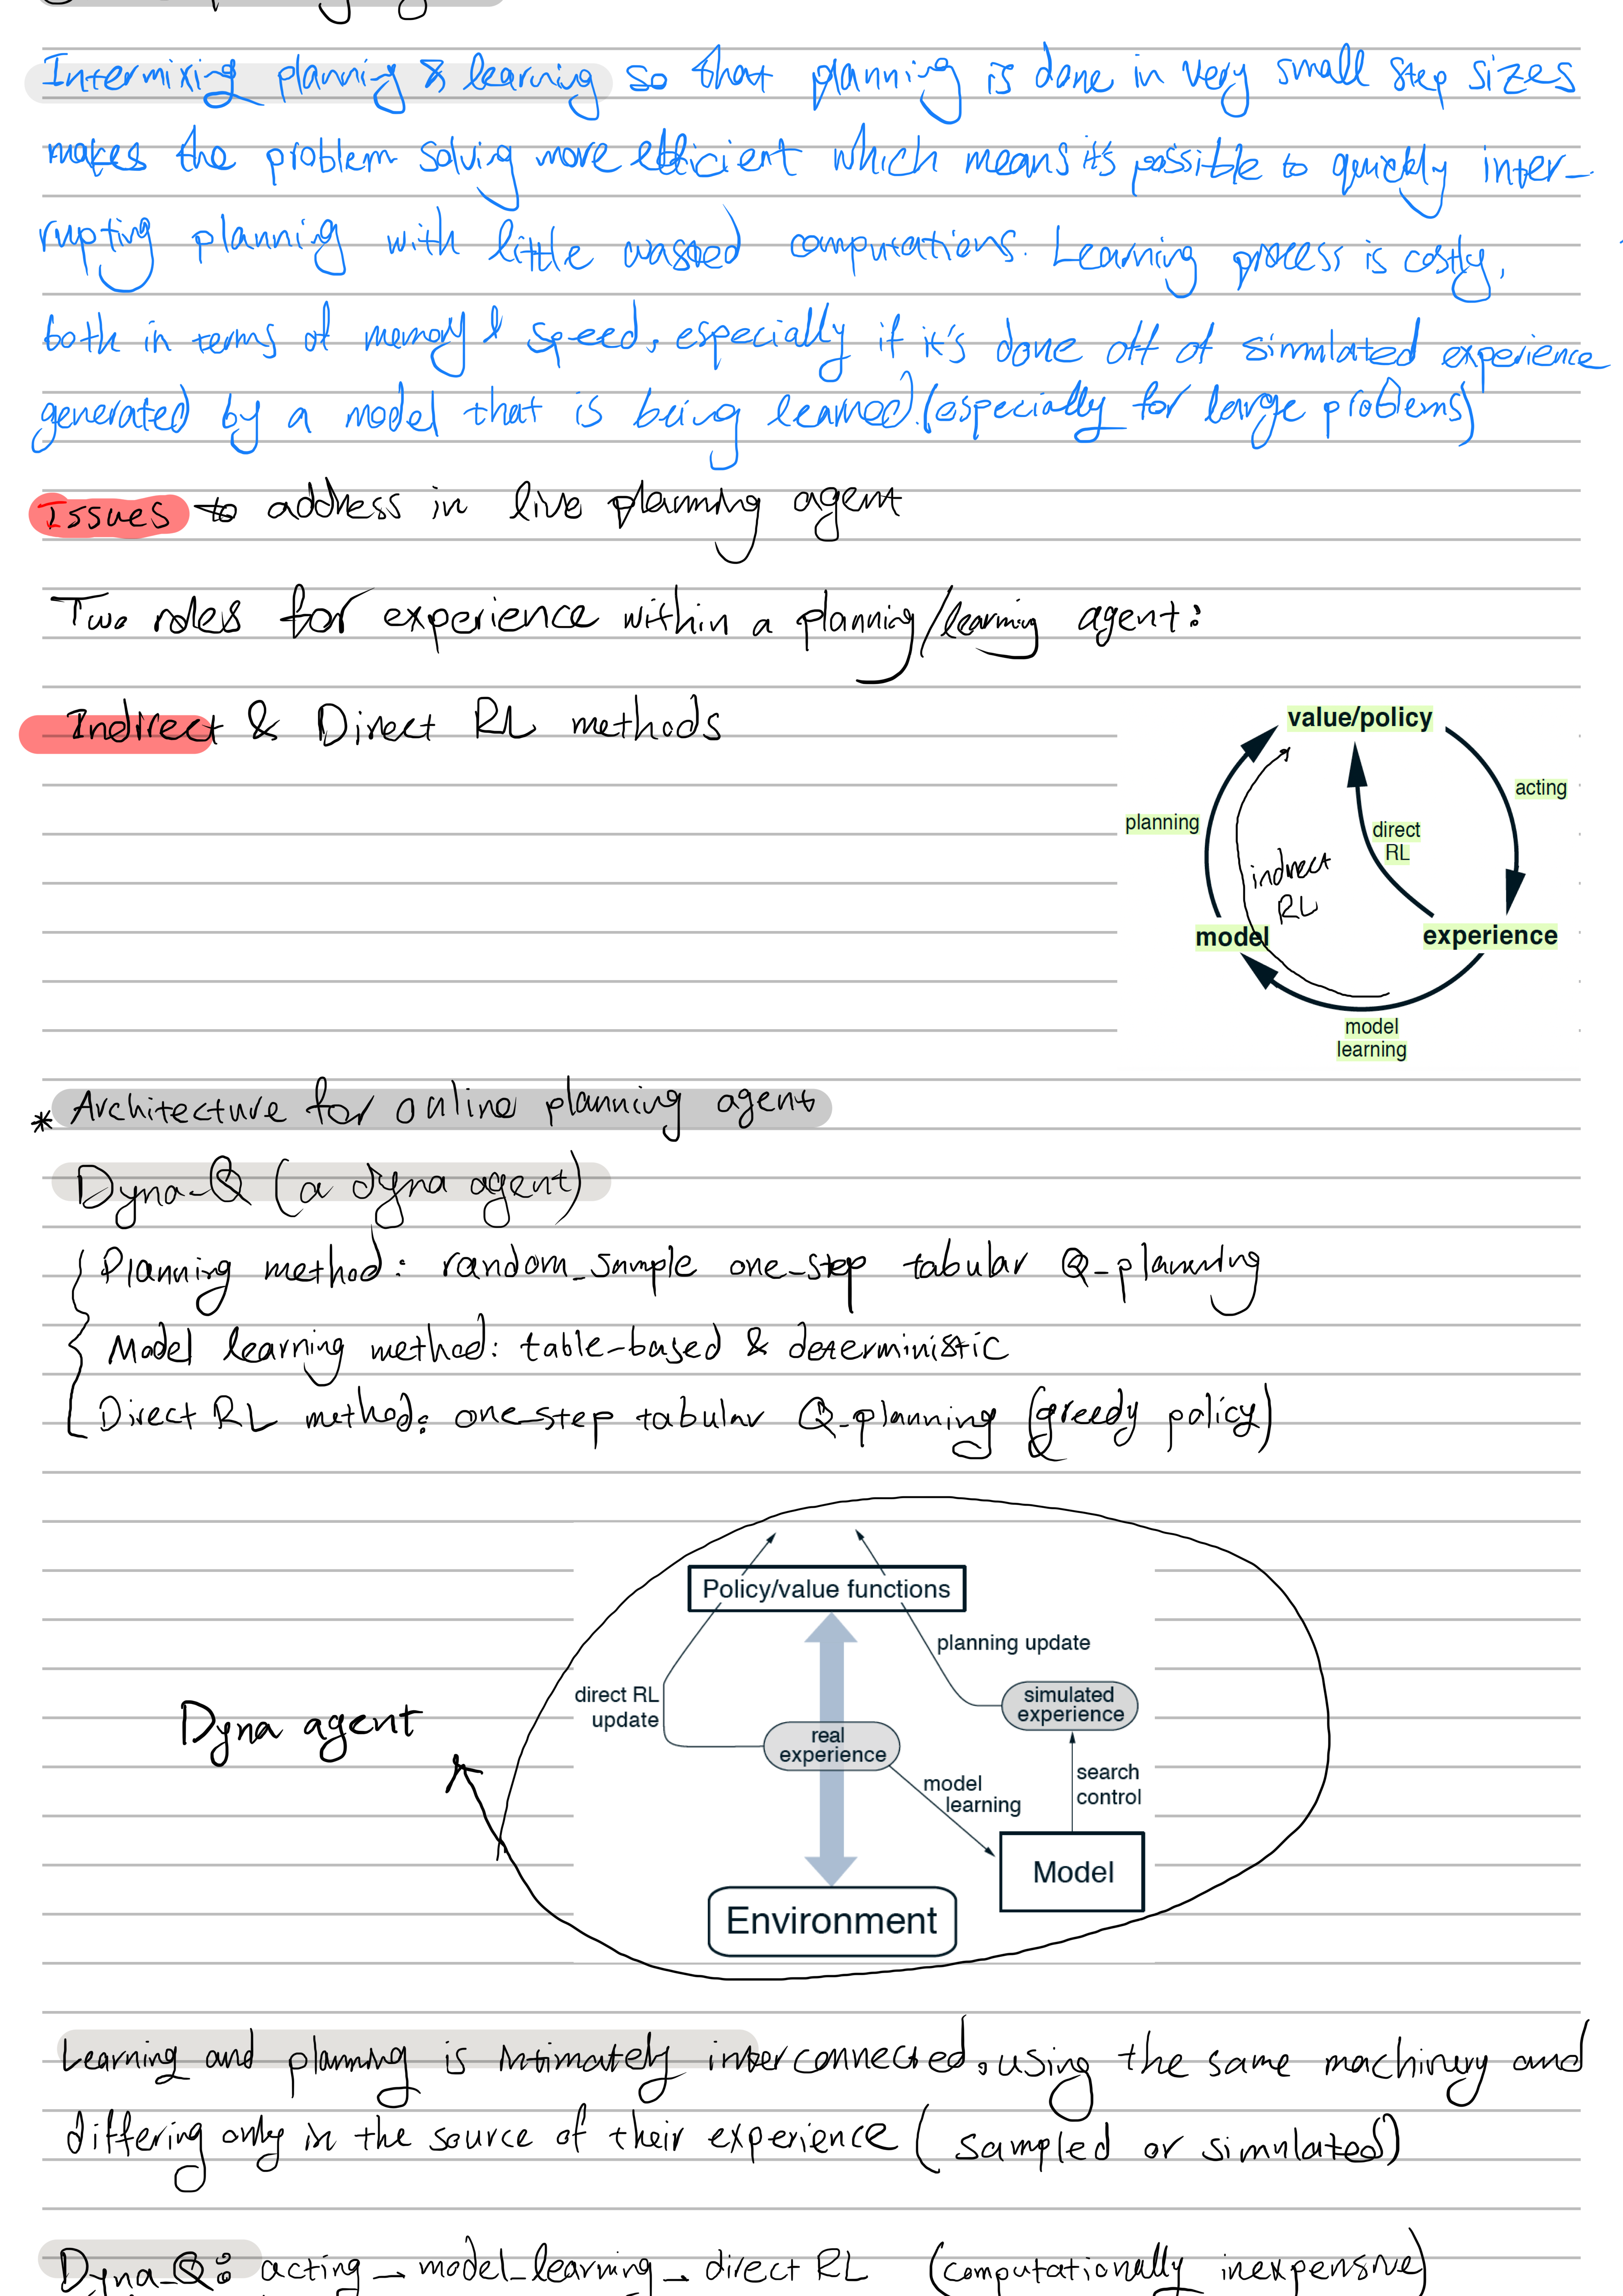 Intermixing planning & learning so that planning is done in very small step sizes
makes the problem solving more efficient which means it's possible to quickly inter-
rupting planning with little wasted computations. Learning process is costly,
both in terms of memory & speed, especially if it's done off of simulated experience
generated by a model that is being learned. (especially for large problems)
Issues to address in live planning agent
Two roles for experience within a planning/learning agent:
Indirect & Direct RL methods
value/policy
acting
planning
direct
RL
indirect
RL
model
experience
model
learning
* Architecture for online planning agent
Dyna-Q (a dyna agent)
Planning method: random_sample one-step tabular Q-planning
Model learning method: table-based & deterministic
Direct RL method: one-step tabular Q-planning (greedy policy)
Policy/value functions
planning update
direct RL
update
simulated
experience
real
experience
model
learning
search
control
Model
Environment
Dyna agent
Learning and planning is intimately interconnected, using the same machinery and
differing only in the source of their experience (sampled or simulated)
Dyna-Q: acting - model-learning - direct RL (computationally inexpensive)